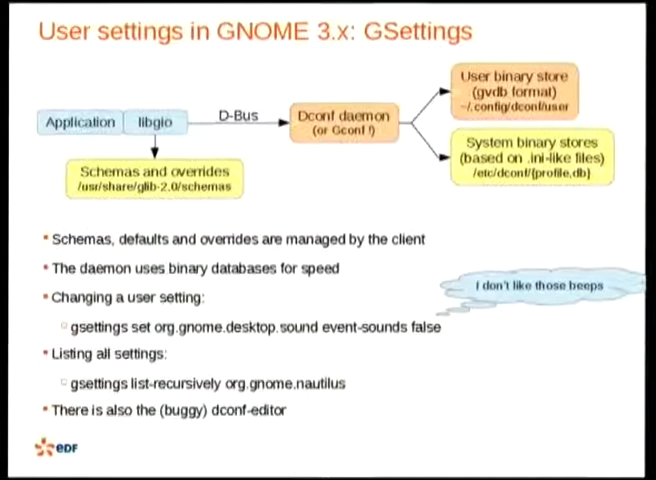 User settings in GNOME 3.x: GSettings
Application
libgio
D-Bus
Dconf daemon
(or Gconf !)
User binary store
(gvdb format)
~/.config/dconf/user
System binary stores
(based on .ini-like files)
/etc/dconf/{profile,db}
Schemas and overrides
/usr/share/glib-2.0/schemas
Schemas, defaults and overrides are managed by the client
The daemon uses binary databases for speed
Changing a user setting:
gsettings set org.gnome.desktop.sound event-sounds false
I don't like those beeps
Listing all settings:
gsettings list-recursively org.gnome.nautilus
There is also the (buggy) dconf-editor
eDF